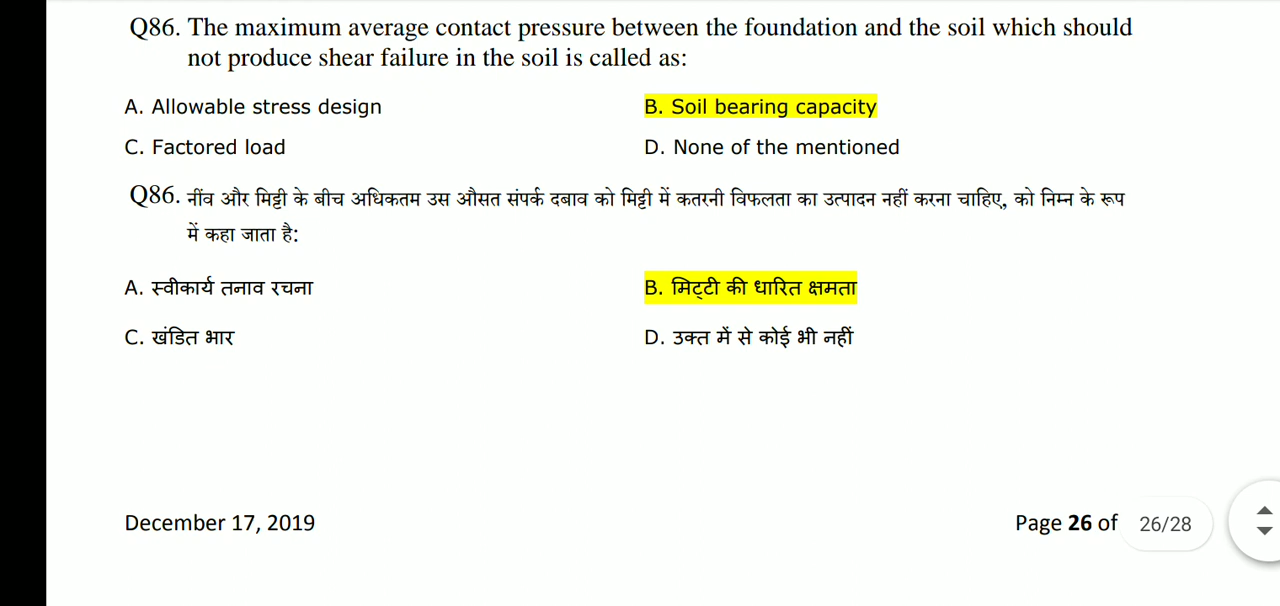 Q86. The maximum average contact pressure between the foundation and the soil which should
not produce shear failure in the soil is called as:
A. Allowable stress design B. Soil bearing capacity
C. Factored load D. None of the mentioned
Q86. नींव और मिट्टी के बीच अधिकतम उस औसत संपर्क दबाव को मिट्टी में कतरनी विफलता का उत्पादन नहीं करना चाहिए, को निम्न के रूप
में कहा जाता है:
A. स्वीकार्य तनाव रचना B. मिट्टी की धारित क्षमता
C. खंडित भार D. उक्त में से कोई भी नहीं
December 17, 2019 Page 26 of 26/28